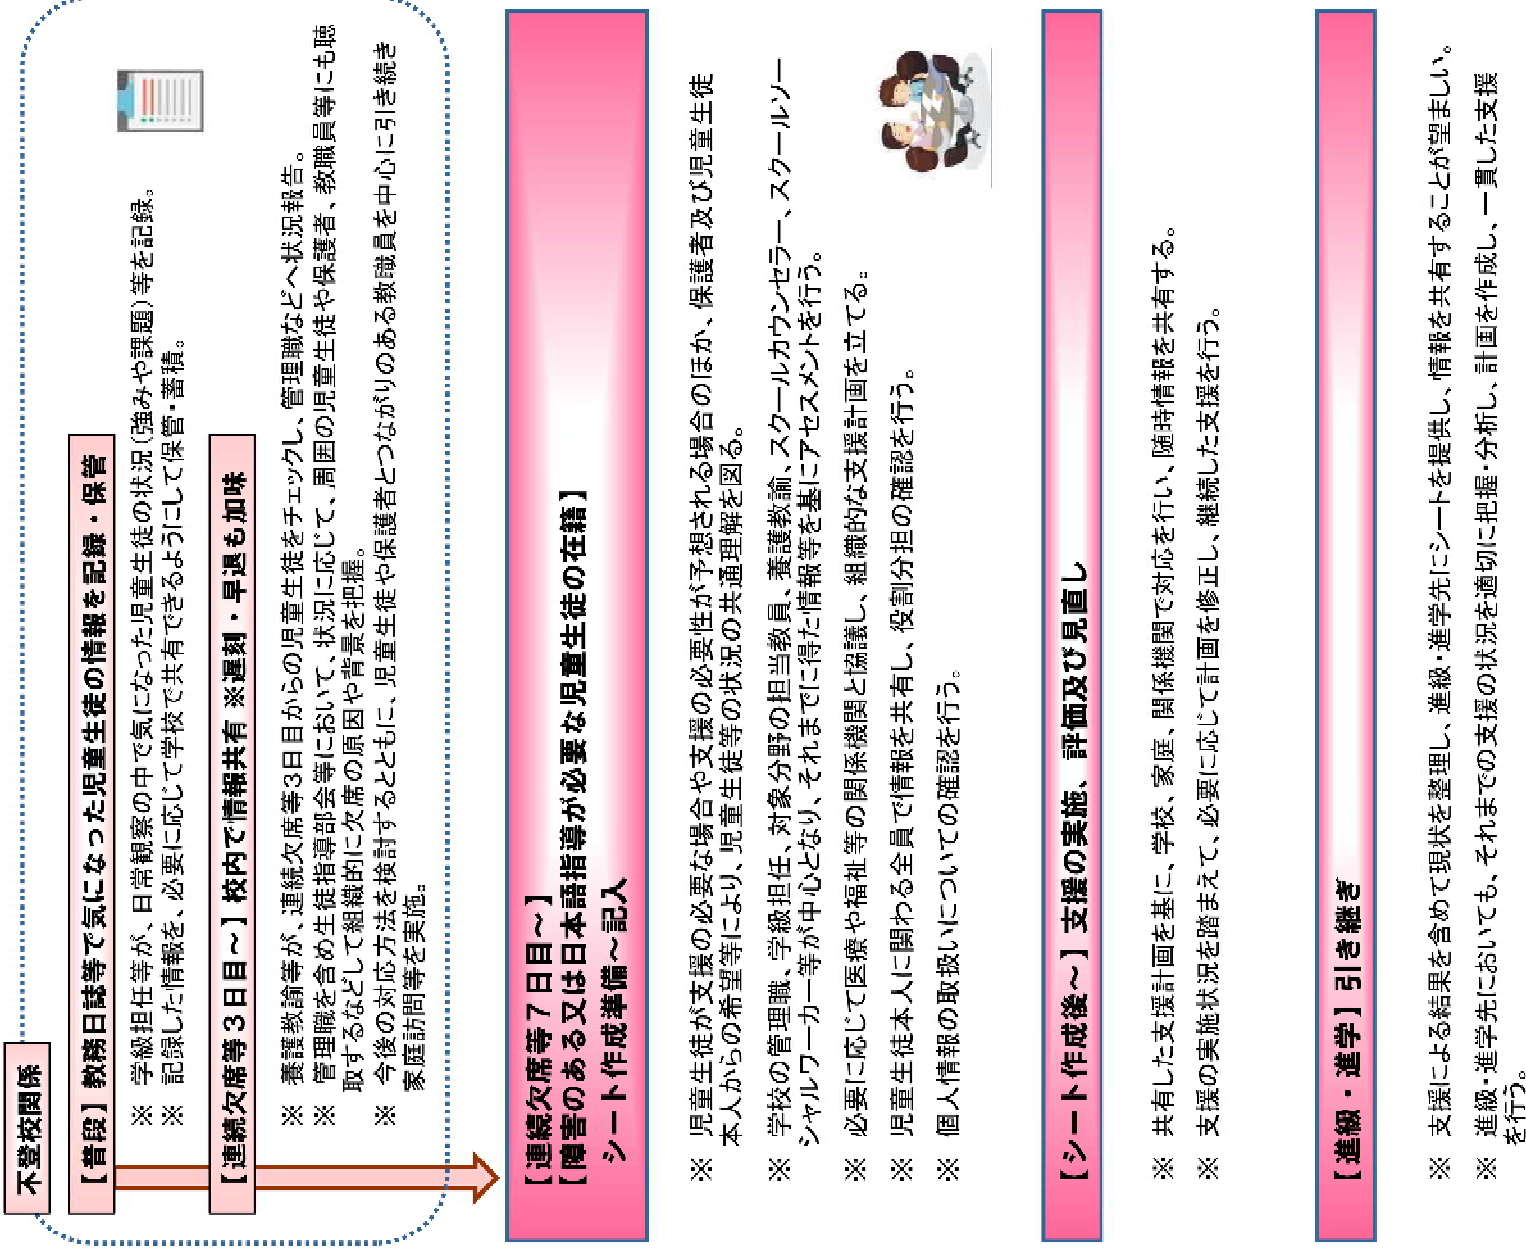 不登校関係
【普段】教務日誌等で気になった児童生徒の情報を記録・保管
※ 学級担任等が、日常観察の中で気になった児童生徒の状況(強みや課題)等を記録。
※ 記録した情報を、必要に応じて学校で共有できるようにして保管・蓄積。
【連続欠席等3日目~】校内で情報共有 ※遅刻・早退も加味
※ 養護教諭等が、連続欠席等3日目からの児童生徒をチェックし、管理職などへ状況報告。
※ 管理職を含め生徒指導部会等において、状況に応じて、周囲の児童生徒や保護者、教職員等にも聴
取するなどして組織的に欠席の原因や背景を把握。
※ 今後の対応方法を検討するとともに、児童生徒や保護者とつながりのある教職員を中心に引き続き
家庭訪問等を実施。
【連続欠席等7日目~】
【障害のある又は日本語指導が必要な児童生徒の在籍】
シート作成準備~記入
※ 児童生徒が支援の必要な場合や支援の必要性が予想される場合のほか、保護者及び児童生徒
本人からの希望等により、児童生徒等の状況の共通理解を図る。
※ 学校の管理職、学級担任、対象分野の担当教員、養護教諭、スクールカウンセラー、スクールソー
シャルワーカー等が中心となり、それまでに得た情報等を基にアセスメントを行う。
※ 必要に応じて医療や福祉等の関係機関と協議し、組織的な支援計画を立てる。
※ 児童生徒本人に関わる全員で情報を共有し、役割分担の確認を行う。
※ 個人情報の取扱いについての確認を行う。
【シート作成後~】支援の実施、評価及び見直し
※ 共有した支援計画を基に、学校、家庭、関係機関で対応を行い、随時情報を共有する。
※ 支援の実施状況を踏まえて、必要に応じて計画を修正し、継続した支援を行う。
【進級・進学】引き継ぎ
※ 支援による結果を含めて現状を整理し、進級・進学先にシートを提供し、情報を共有することが望ましい。
※ 進級・進学先においても、それまでの支援の状況を適切に把握・分析し、計画を作成し、一貫した支援
を行う。